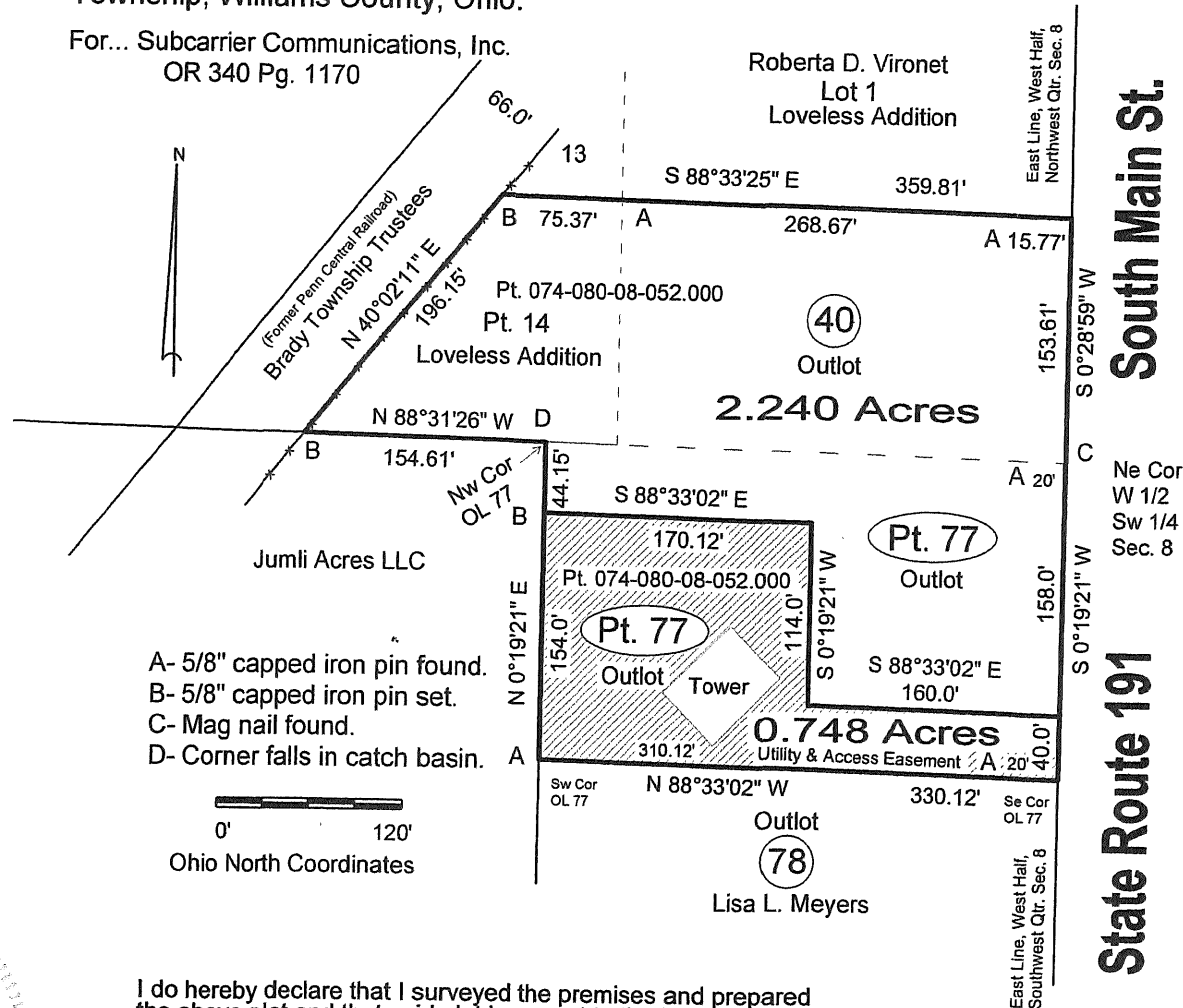 Township, Williams County, Ohio.
For... Subcarrier Communications, Inc.
OR 340 Pg. 1170
N
66.0'
13
(Former Penn Central Railroad)
Brady Township Trustees
N 40°02'11" E
196.15'
Roberta D. Vironet
Lot 1
Loveless Addition
East Line, West Half,
Northwest Qtr. Sec. 8
South Main St.
S 88°33'25" E 359.81'
B 75.37' A 268.67' A 15.77'
Pt. 074-080-08-052.000
Pt. 14
Loveless Addition
40
Outlot
2.240 Acres
153.61'
S 0°28'59" W
N 88°31'26" W D
B 154.61'
Nw Cor
OL 77
44.15'
C
A 20'
Ne Cor
W 1/2
Sw 1/4
Sec. 8
B
S 88°33'02" E
170.12'
Pt. 77
Outlot
Jumli Acres LLC
Pt. 074-080-08-052.000
N 0°19'21" E
154.0'
Pt. 77
Outlot
Tower
114.0'
S 0°19'21" W
158.0'
S 0°19'21" W
S 88°33'02" E
160.0'
A- 5/8" capped iron pin found.
B- 5/8" capped iron pin set.
C- Mag nail found.
D- Corner falls in catch basin.
A
0.748 Acres
310.12' Utility & Access Easement A 20' 40.0'
Sw Cor
OL 77
N 88°33'02" W 330.12'
Se Cor
OL 77
0' 120'
Ohio North Coordinates
Outlot
78
Lisa L. Meyers
East Line, West Half,
Southwest Qtr. Sec. 8
State Route 191
I do hereby declare that I surveyed the premises and prepared